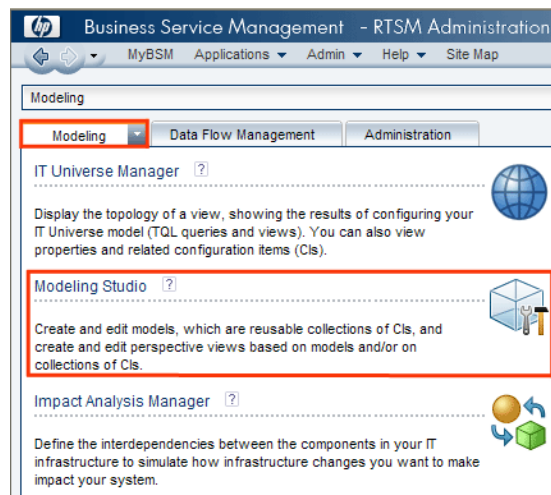 hp Business Service Management - RTSM Administration
MyBSM Applications Admin Help Site Map
Modeling
Modeling Data Flow Management Administration
IT Universe Manager ?
Display the topology of a view, showing the results of configuring your
IT Universe model (TQL queries and views). You can also view
properties and related configuration items (CIs).
Modeling Studio ?
Create and edit models, which are reusable collections of CIs, and
create and edit perspective views based on models and/or on
collections of CIs.
Impact Analysis Manager ?
Define the interdependencies between the components in your IT
infrastructure to simulate how infrastructure changes you want to make
impact your system.